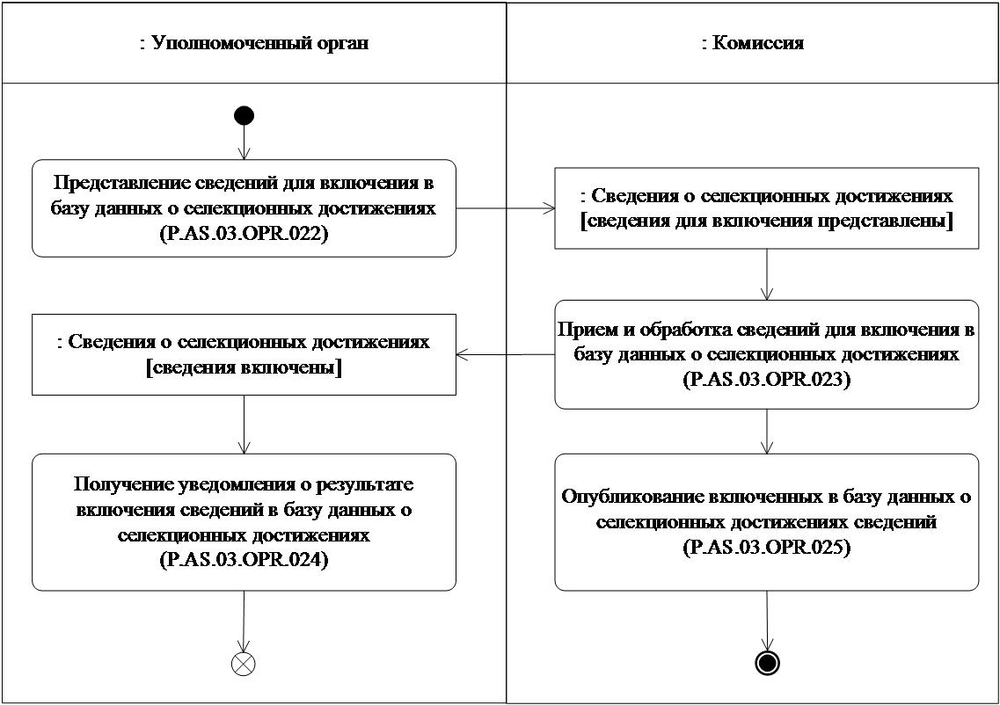 : Уполномоченный орган
: Комиссия
Представление сведений для включения в
базу данных о селекционных достижениях
(P.AS.03.OPR.022)
: Сведения о селекционных достижениях
[сведения для включения представлены]
Прием и обработка сведений для включения в
базу данных о селекционных достижениях
(P.AS.03.OPR.023)
: Сведения о селекционных достижениях
[сведения включены]
Получение уведомления о результате
включения сведений в базу данных о
селекционных достижениях
(P.AS.03.OPR.024)
Опубликование включенных в базу данных о
селекционных достижениях сведений
(P.AS.03.OPR.025)